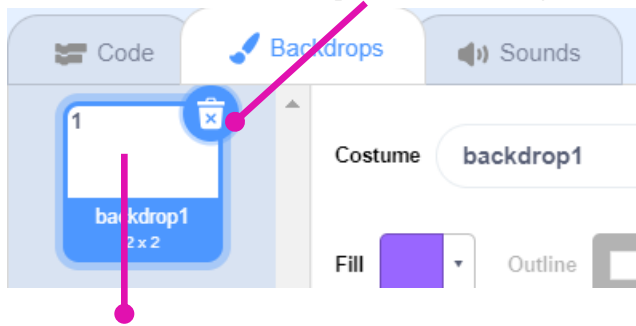 Code
Backdrops
Sounds
1
backdrop1
2 x 2
Costume
backdrop1
Fill
Outline